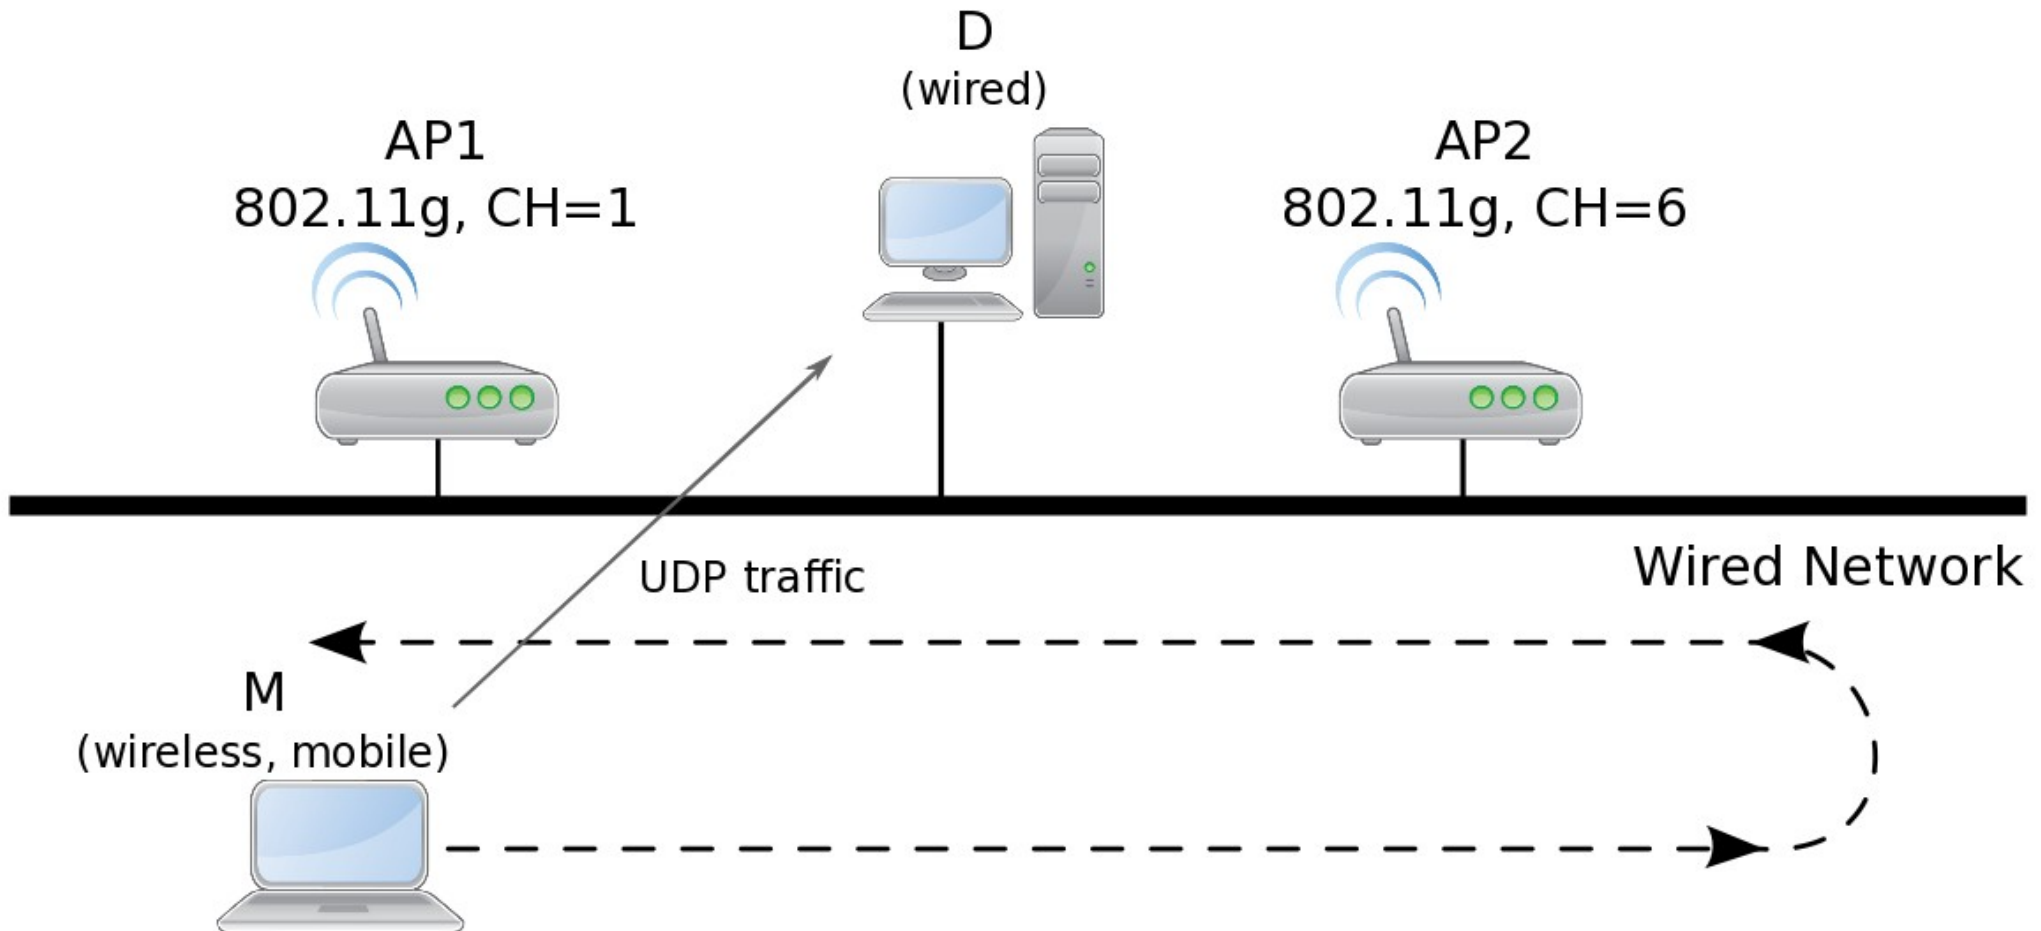 D
(wired)
AP1
802.11g, CH=1
AP2
802.11g, CH=6
UDP traffic
Wired Network
M
(wireless, mobile)